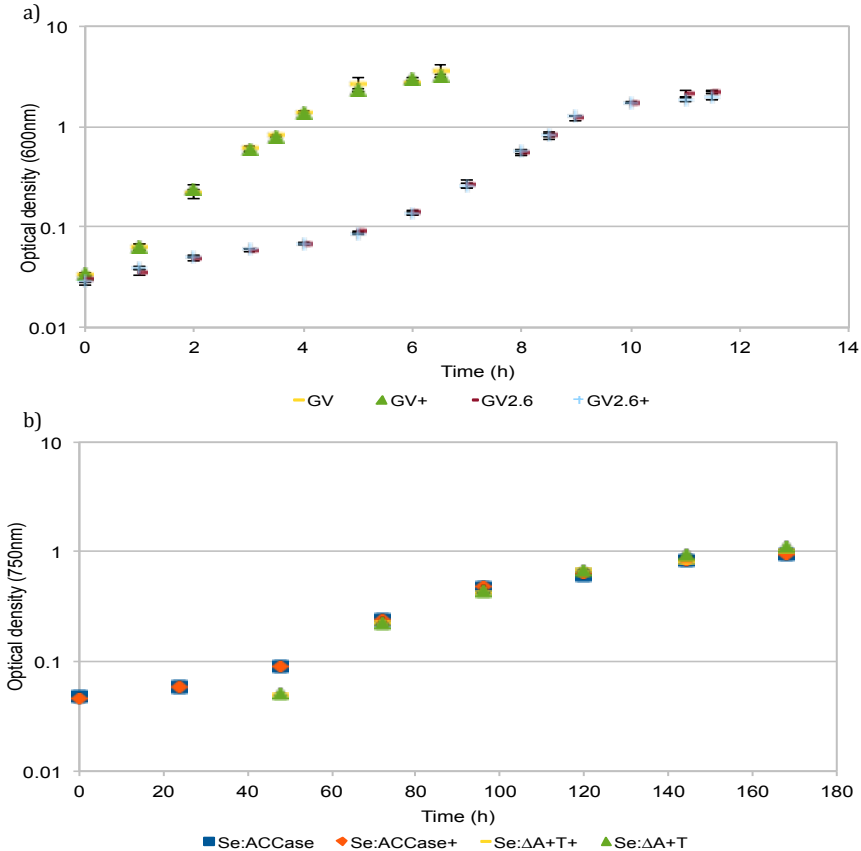 a)
10
1
0.1
0.01
Optical density (600nm)
0 2 4 6 8 10 12 14
Time (h)
GV GV+ GV2.6 GV2.6+
b)
10
1
0.1
0.01
Optical density (750nm)
0 20 40 60 80 100 120 140 160 180
Time (h)
Se:ACCase Se:ACCase+ Se:ΔA+T+ Se:ΔA+T